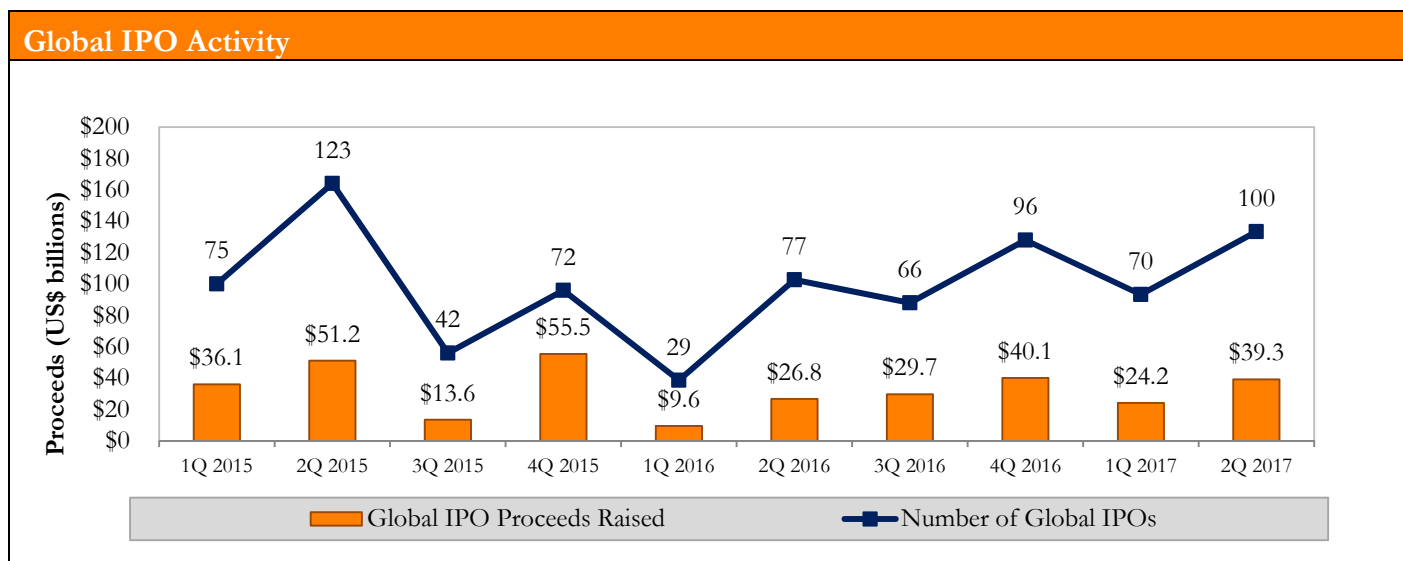 Global IPO Activity
Proceeds (US$ billions)
$200
$180
$160
$140
$120
$100
$80
$60
$40
$20
$0
75
123
42
72
29
77
66
96
70
100
$36.1
$51.2
$13.6
$55.5
$9.6
$26.8
$29.7
$40.1
$24.2
$39.3
1Q 2015
2Q 2015
3Q 2015
4Q 2015
1Q 2016
2Q 2016
3Q 2016
4Q 2016
1Q 2017
2Q 2017
Global IPO Proceeds Raised
Number of Global IPOs